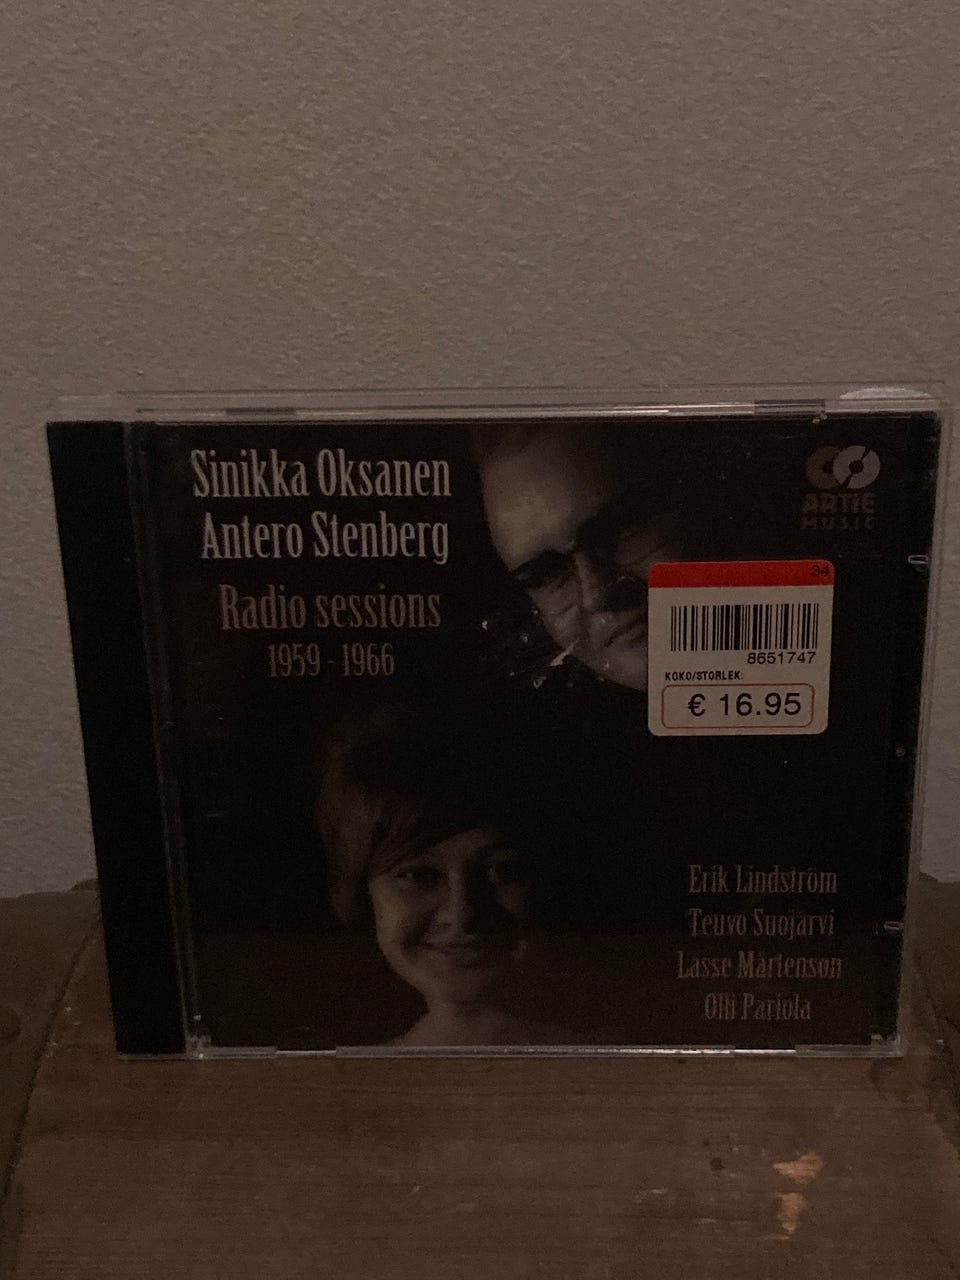 Sinikka Oksanen
Antero Stenberg
Radio sessions
1959 - 1966
ARTIE
MUSIC
34
8651747
KOKO/STORLEK:
€ 16.95
Erik Lindström
Teuvo Suojärvi
Lasse Mårtenson
Olli Pariola